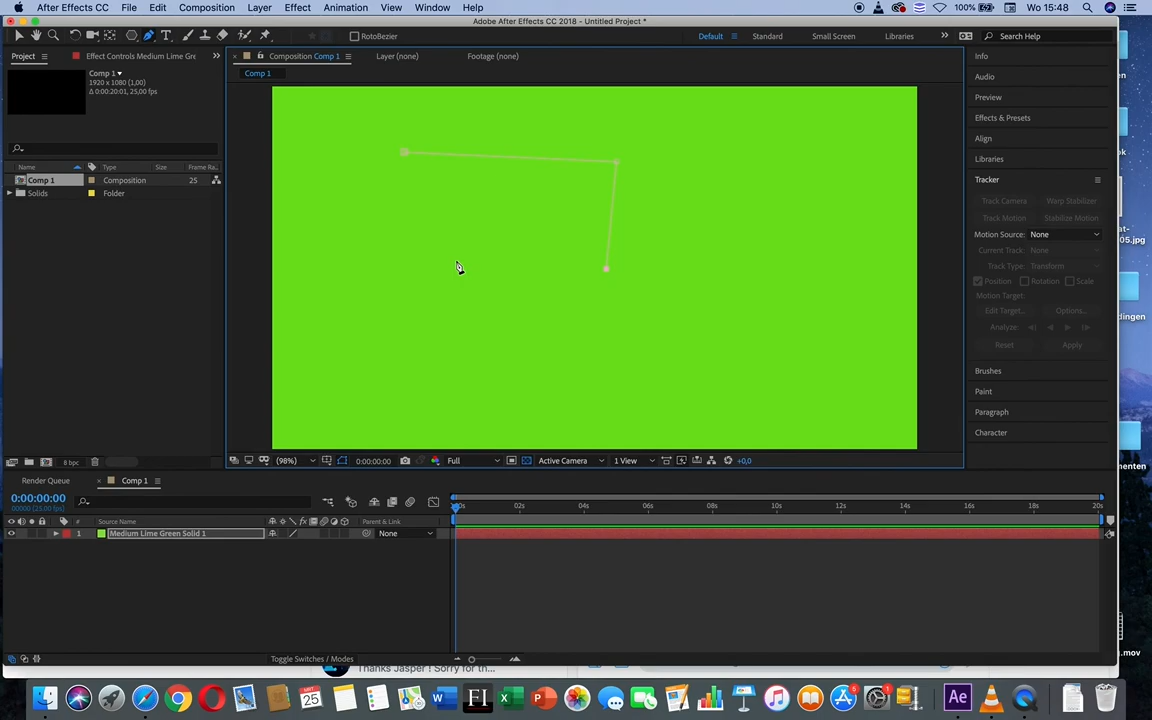 After Effects CC File Edit Composition Layer Effect Animation View Window Help 100% Wo 15:48
Adobe After Effects CC 2018 - Untitled Project *
RotoBezier Default Standard Small Screen Libraries Search Help
Project Effect Controls Medium Lime Gre Composition Comp 1 Layer (none) Footage (none) Info
Comp 1 Comp 1
1920 x 1080 (1,00)
Δ 0:00:20:01, 25,00 fps
Audio
Preview
Effects & Presets
Align
Libraries
Name Type Size Frame Ra..
Comp 1 Composition 25
Solids Folder
Tracker
Track Camera Warp Stabilizer
Track Motion Stabilize Motion
Motion Source: None
Current Track: None
Track Type: Transform
Position Rotation Scale
Motion Target:
Edit Target... Options...
Analyze:
Reset Apply
Brushes
Paint
Paragraph
Character
05.jpg
dingen
menten
.mov
8 bpc (98%) 0:00:00:00 Full Active Camera 1 View +0,0
Render Queue Comp 1
0:00:00:00
00000 (25.00 fps)
02s 04s 06s 08s 10s 12s 14s 16s 18s 20s
# Source Name Parent & Link
1 Medium Lime Green Solid 1 None
Toggle Switches / Modes
Thanks Jasper ! Sorry for th...